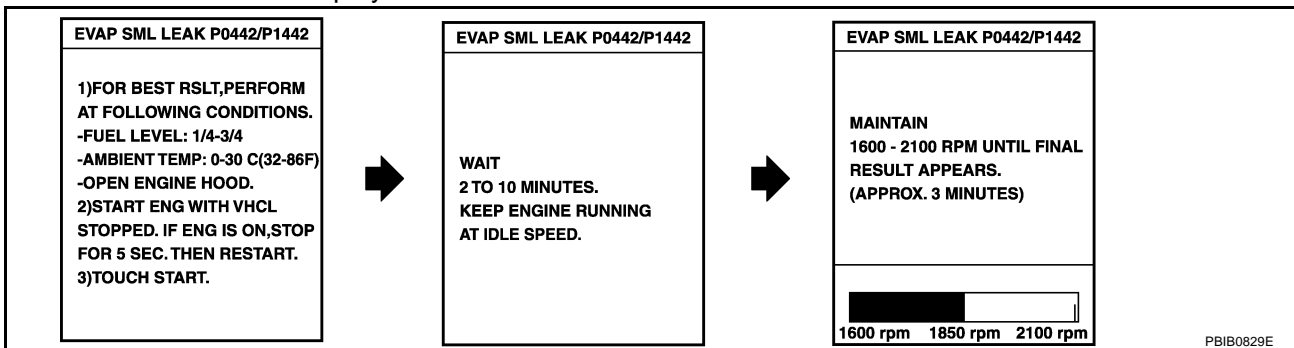 EVAP SML LEAK P0442/P1442
1)FOR BEST RSLT,PERFORM
AT FOLLOWING CONDITIONS.
-FUEL LEVEL: 1/4-3/4
-AMBIENT TEMP: 0-30 C(32-86F)
-OPEN ENGINE HOOD.
2)START ENG WITH VHCL
STOPPED. IF ENG IS ON,STOP
FOR 5 SEC. THEN RESTART.
3)TOUCH START.
EVAP SML LEAK P0442/P1442
WAIT
2 TO 10 MINUTES.
KEEP ENGINE RUNNING
AT IDLE SPEED.
EVAP SML LEAK P0442/P1442
MAINTAIN
1600 - 2100 RPM UNTIL FINAL
RESULT APPEARS.
(APPROX. 3 MINUTES)
1600 rpm 1850 rpm 2100 rpm
PBIB0829E